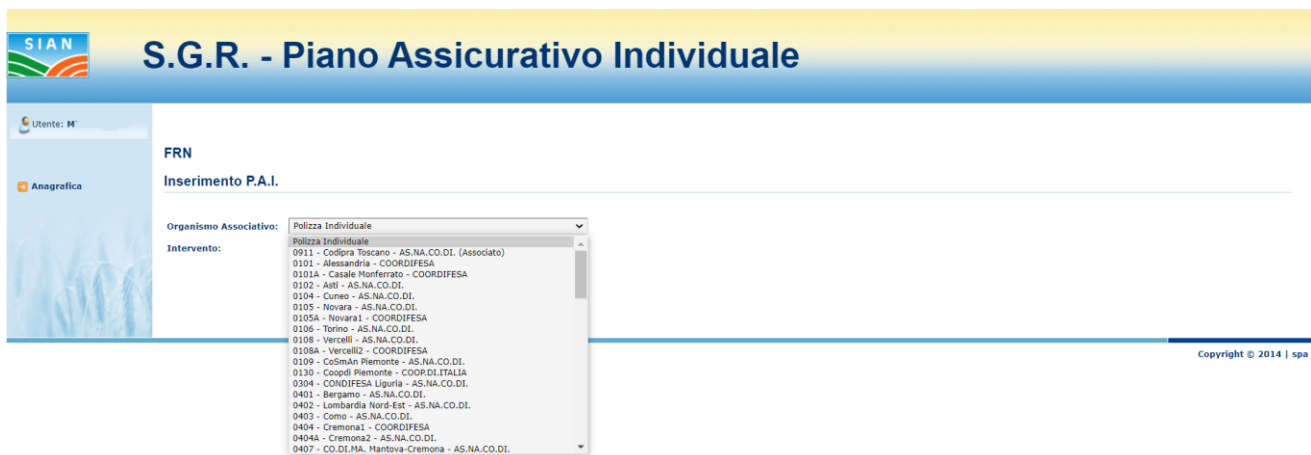 SIAN
S.G.R. - Piano Assicurativo Individuale
Utente: M
Anagrafica
FRN
Inserimento P.A.I.
Organismo Associativo: Polizza Individuale
Intervento:
Polizza Individuale
0911 - Codipra Toscano - AS.NA.CO.DI. (Associato)
0101 - Alessandria - COORDIFESA
0101A - Casale Monferrato - COORDIFESA
0102 - Asti - AS.NA.CO.DI.
0104 - Cuneo - AS.NA.CO.DI.
0105 - Novara - AS.NA.CO.DI.
0105A - Novara1 - COORDIFESA
0106 - Torino - AS.NA.CO.DI.
0108 - Vercelli - AS.NA.CO.DI.
0108A - Vercelli2 - COORDIFESA
0109 - CoSmAn Piemonte - AS.NA.CO.DI.
0130 - Coopdi Piemonte - COOP.DI.ITALIA
0304 - CONDIFESA Liguria - AS.NA.CO.DI.
0401 - Bergamo - AS.NA.CO.DI.
0402 - Lombardia Nord-Est - AS.NA.CO.DI.
0403 - Como - AS.NA.CO.DI.
0404 - Cremona1 - COORDIFESA
0404A - Cremona2 - AS.NA.CO.DI.
0407 - CO.DI.MA. Mantova-Cremona - AS.NA.CO.DI.
Copyright © 2014 | spa